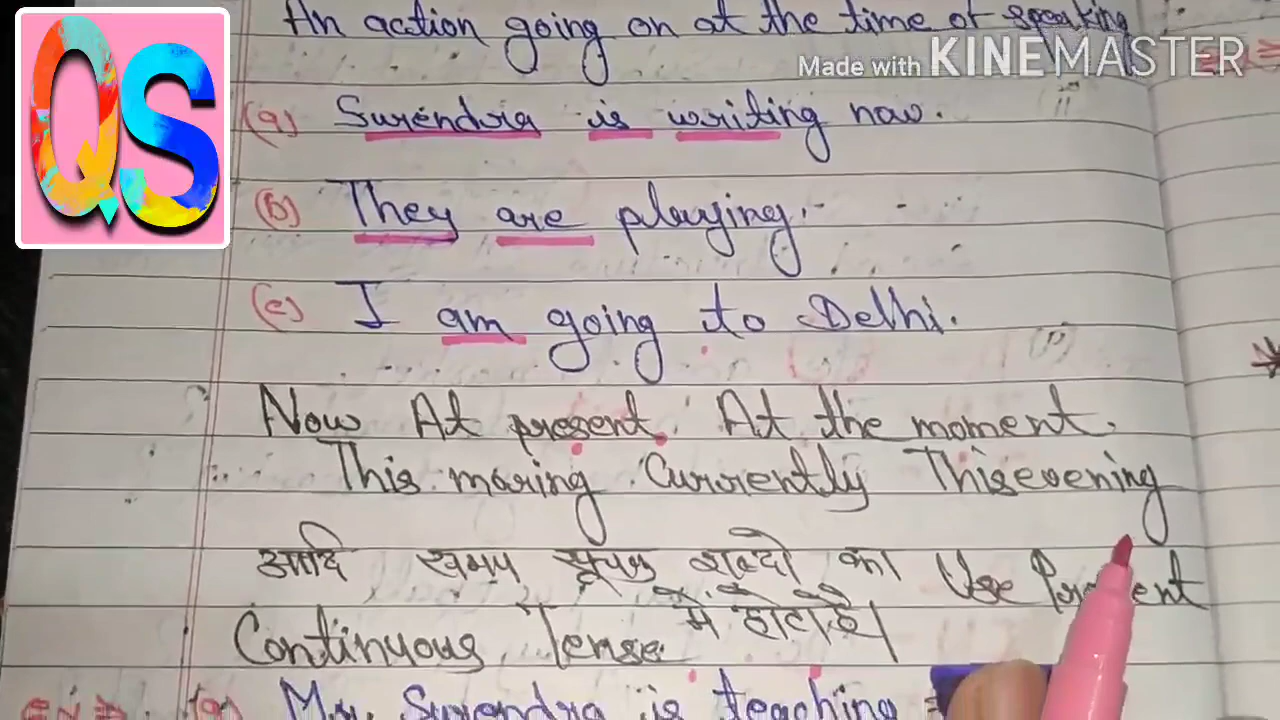 An action going on at the time of speaking
Made with KINEMASTER
QS
(a) Surendra is writing now.
(b) They are playing.
(c) I am going to Delhi.
Now At present. At the moment.
This moring Currently Thisevening
आदि समय सूचक शब्दो का Use Present
Continuous Tense में होता है।
(a) Mr. Surendra is teaching